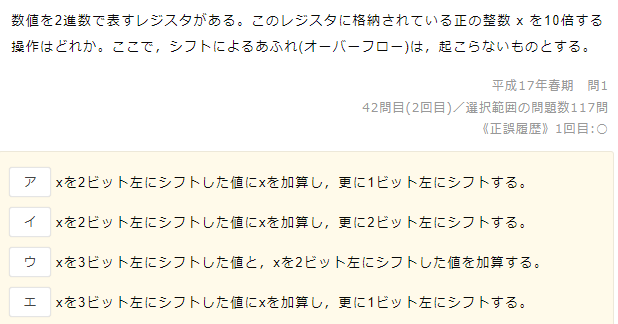 数値を2進数で表すレジスタがある。このレジスタに格納されている正の整数 x を10倍する
操作はどれか。ここで，シフトによるあふれ(オーバーフロー)は，起こらないものとする。
平成17年春期　問1
42問目(2回目)／選択範囲の問題数117問
《正誤履歴》1回目:○
ア xを2ビット左にシフトした値にxを加算し，更に1ビット左にシフトする。
イ xを2ビット左にシフトした値にxを加算し，更に2ビット左にシフトする。
ウ xを3ビット左にシフトした値と，xを2ビット左にシフトした値を加算する。
エ xを3ビット左にシフトした値にxを加算し，更に1ビット左にシフトする。